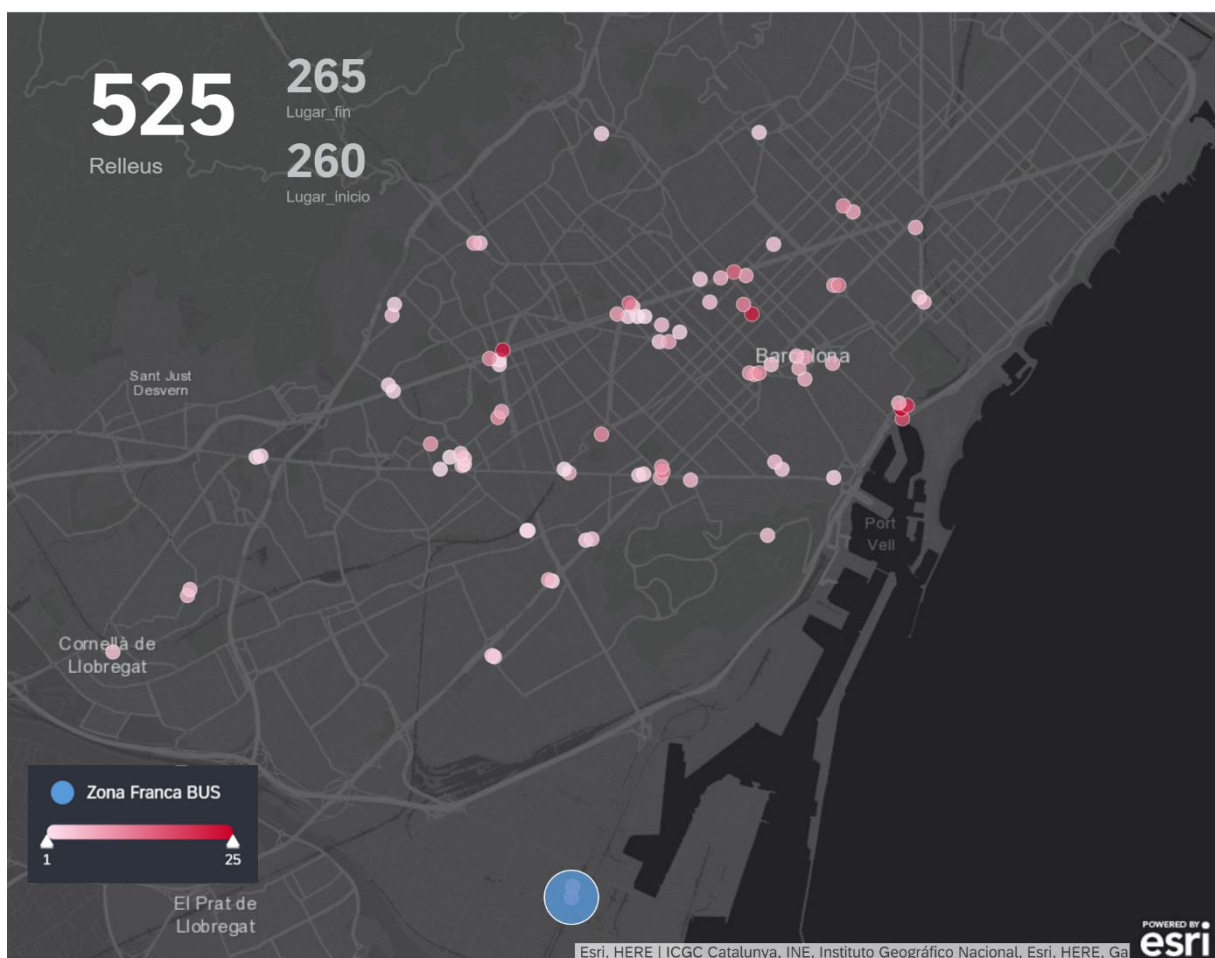 525
Relleus
265
Lugar_fin
260
Lugar_inicio
Sant Just
Desvern
Barcelona
Port
Vell
Cornellà de
Llobregat
Zona Franca BUS
1
25
El Prat de
Llobregat
Esri, HERE | ICGC Catalunya, INE, Instituto Geográfico Nacional, Esri, HERE, Ga
POWERED BY
esri